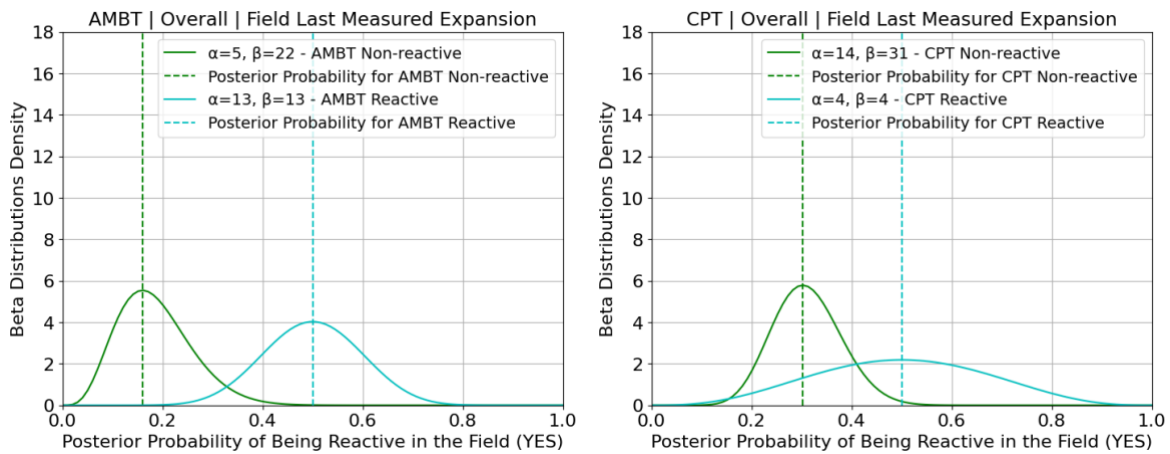 AMBT | Overall | Field Last Measured Expansion
18
16
14
12
10
8
6
4
2
0
Beta Distributions Density
α=5, β=22 - AMBT Non-reactive
Posterior Probability for AMBT Non-reactive
α=13, β=13 - AMBT Reactive
Posterior Probability for AMBT Reactive
0.0 0.2 0.4 0.6 0.8 1.0
Posterior Probability of Being Reactive in the Field (YES)
CPT | Overall | Field Last Measured Expansion
18
16
14
12
10
8
6
4
2
0
Beta Distributions Density
α=14, β=31 - CPT Non-reactive
Posterior Probability for CPT Non-reactive
α=4, β=4 - CPT Reactive
Posterior Probability for CPT Reactive
0.0 0.2 0.4 0.6 0.8 1.0
Posterior Probability of Being Reactive in the Field (YES)